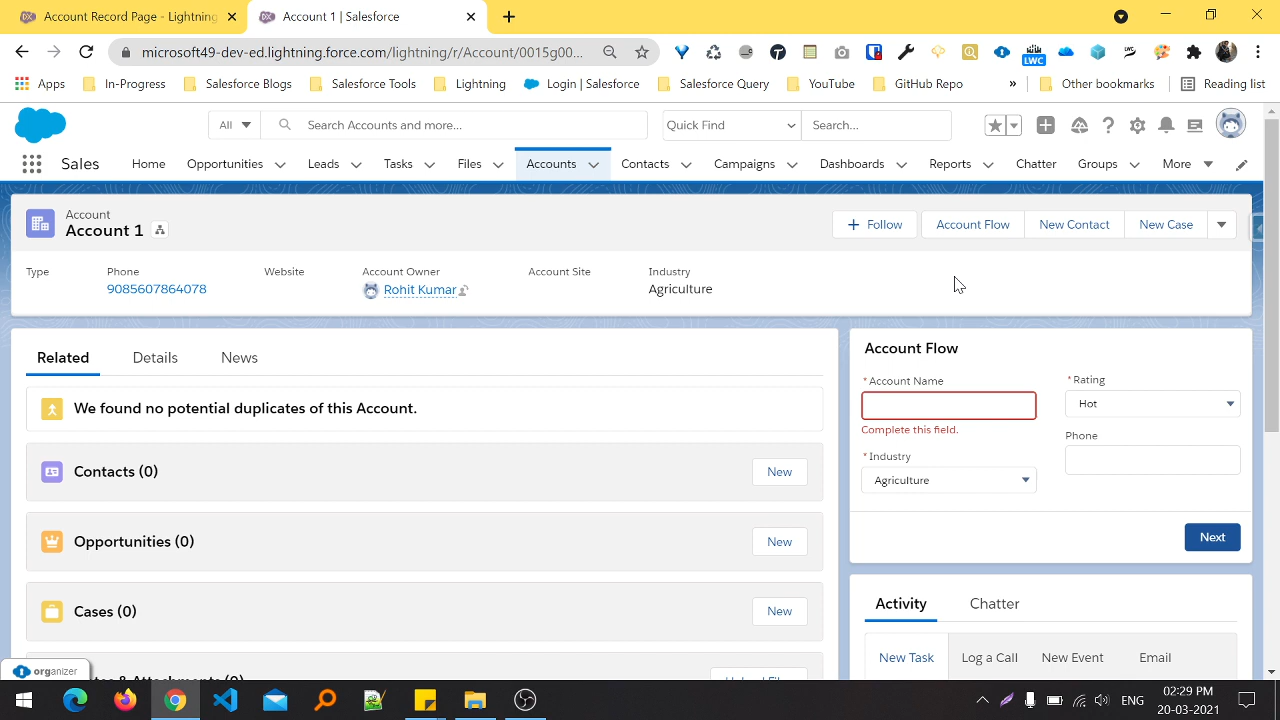 Account Record Page - Lightning
Account 1 | Salesforce
microsoft49-dev-ed.lightning.force.com/lightning/r/Account/0015g00...
LWC
Apps
In-Progress
Salesforce Blogs
Salesforce Tools
Lightning
Login | Salesforce
Salesforce Query
YouTube
GitHub Repo
»
Other bookmarks
Reading list
All
Search Accounts and more...
Quick Find
Search...
Sales
Home
Opportunities
Leads
Tasks
Files
Accounts
Contacts
Campaigns
Dashboards
Reports
Chatter
Groups
More
Account
Account 1
Follow
Account Flow
New Contact
New Case
Type
Phone
9085607864078
Website
Account Owner
Rohit Kumar
Account Site
Industry
Agriculture
Related
Details
News
We found no potential duplicates of this Account.
Contacts (0)
New
Opportunities (0)
New
Cases (0)
New
Account Flow
* Account Name
Complete this field.
* Industry
Agriculture
* Rating
Hot
Phone
Next
Activity
Chatter
New Task
Log a Call
New Event
Email
organizer
ENG
02:29 PM
20-03-2021